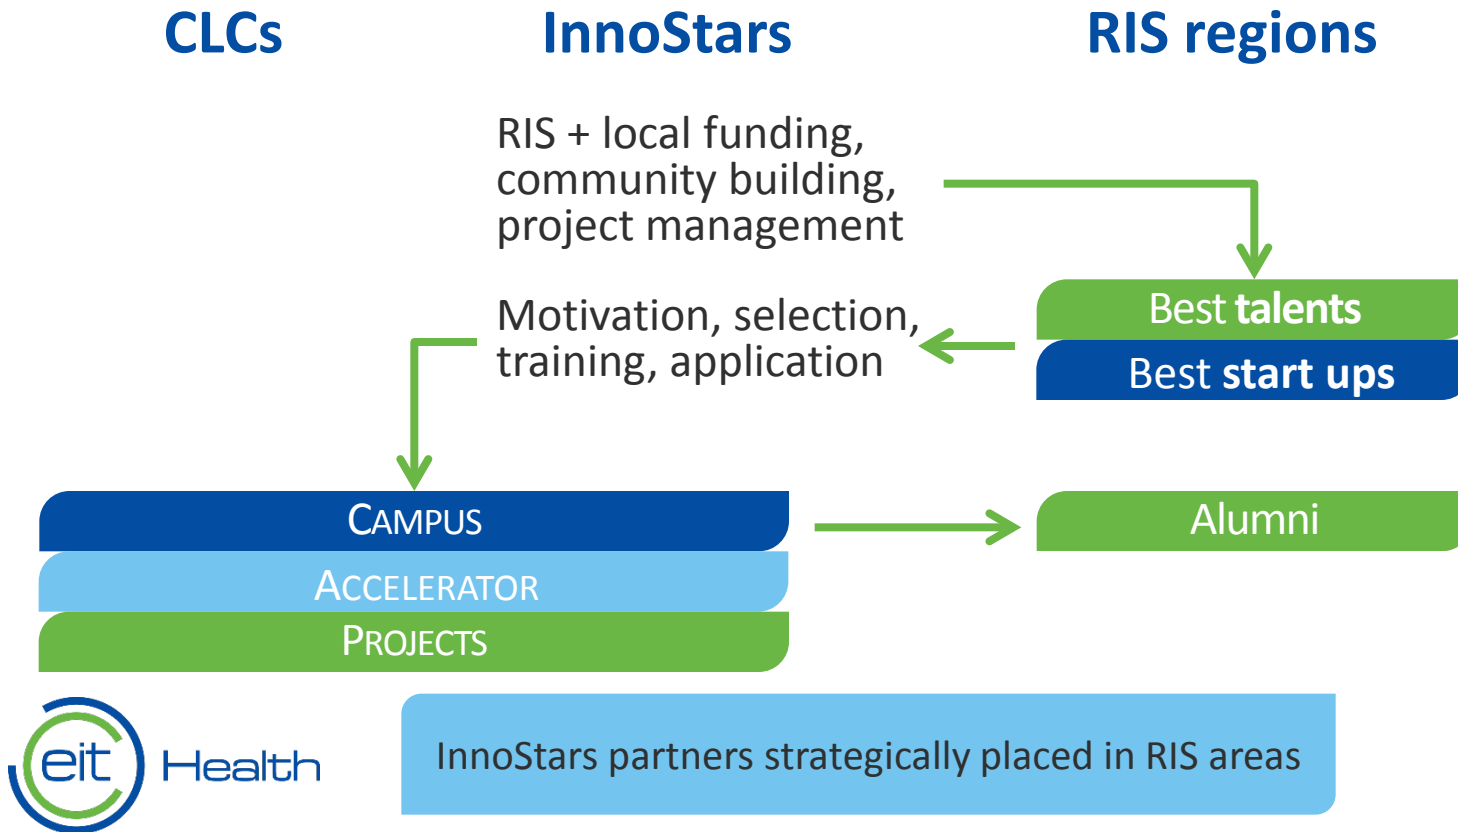 CLCs
InnoStars
RIS regions
RIS + local funding,
community building,
project management
Motivation, selection,
training, application
Best talents
Best start ups
CAMPUS
ACCELERATOR
PROJECTS
Alumni
eit Health
InnoStars partners strategically placed in RIS areas